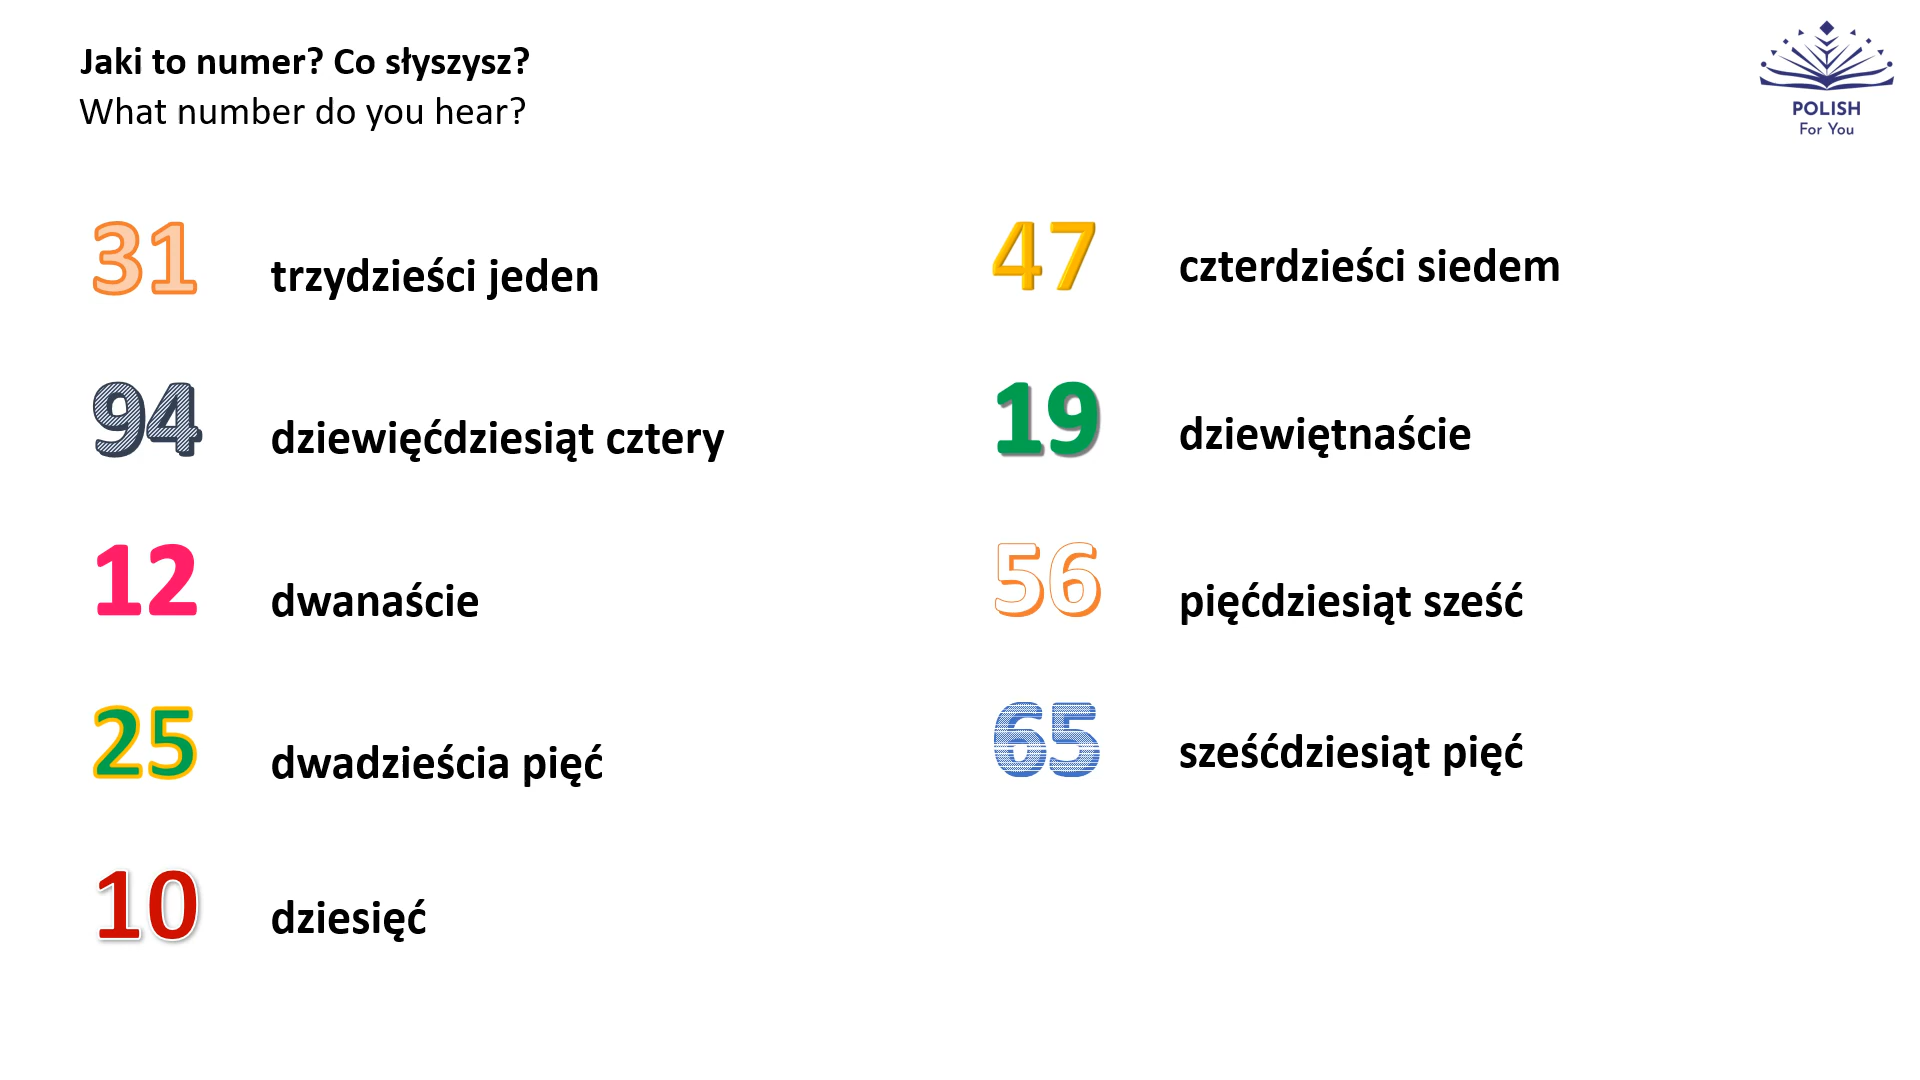 Jaki to numer? Co słyszysz?
What number do you hear?
POLISH
For You
31 trzydzieści jeden
94 dziewięćdziesiąt cztery
12 dwanaście
25 dwadzieścia pięć
10 dziesięć
47 czterdzieści siedem
19 dziewiętnaście
56 pięćdziesiąt sześć
65 sześćdziesiąt pięć